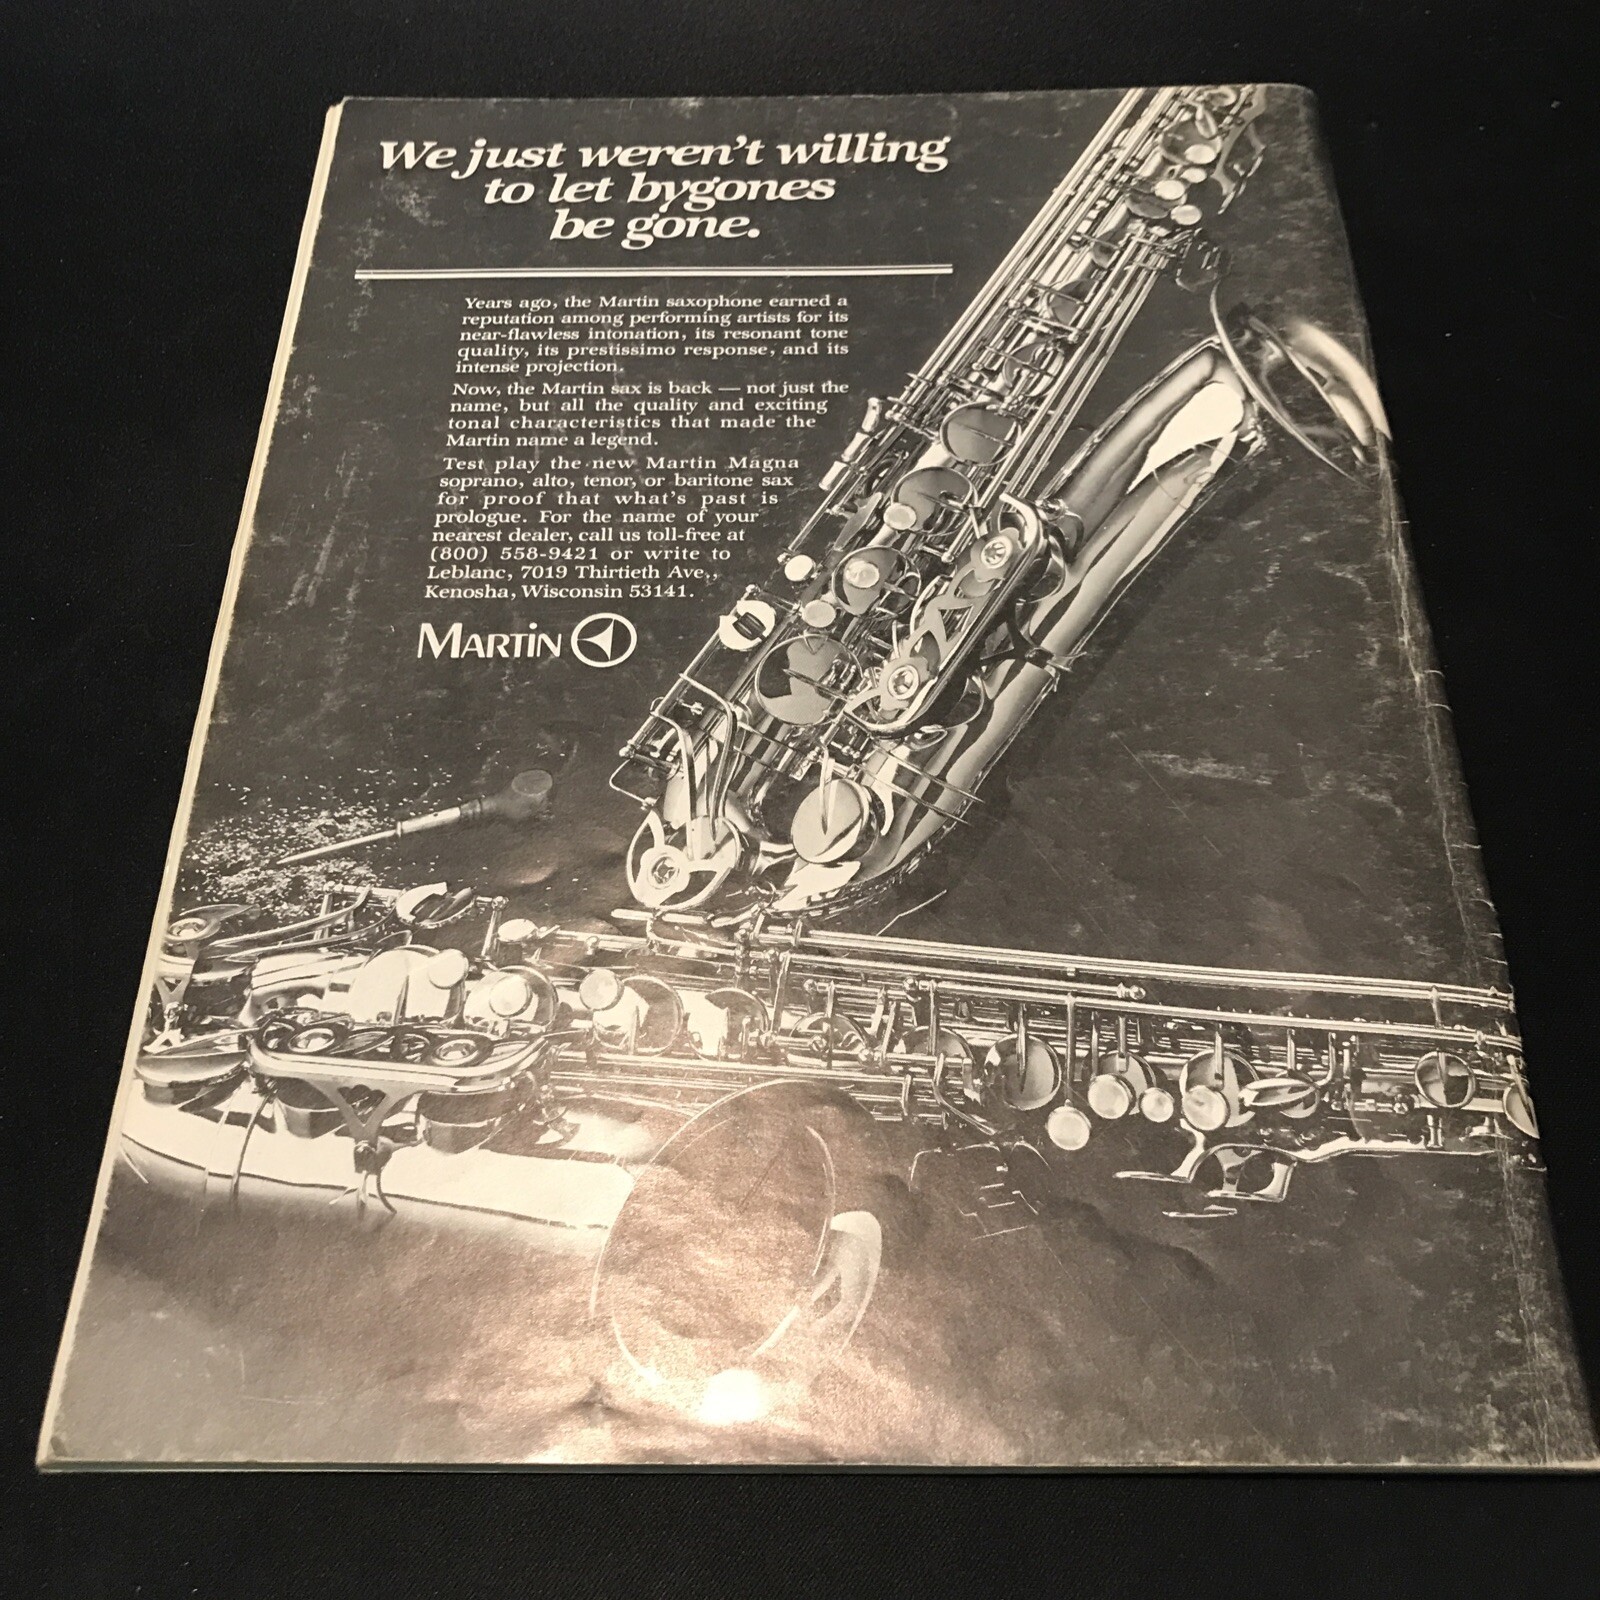 We just weren't willing
to let bygones
be gone.
Years ago, the Martin saxophone earned a
reputation among performing artists for its
near-flawless intonation, its resonant tone
quality, its prestissimo response, and its
intense projection.
Now, the Martin sax is back — not just the
name, but all the quality and exciting
tonal characteristics that made the
Martin name a legend.
Test play the new Martin Magna
soprano, alto, tenor, or baritone sax
for proof that what's past is
prologue. For the name of your
nearest dealer, call us toll-free at
(800) 558-9421 or write to
Leblanc, 7019 Thirtieth Ave.,
Kenosha, Wisconsin 53141.
MARTIN